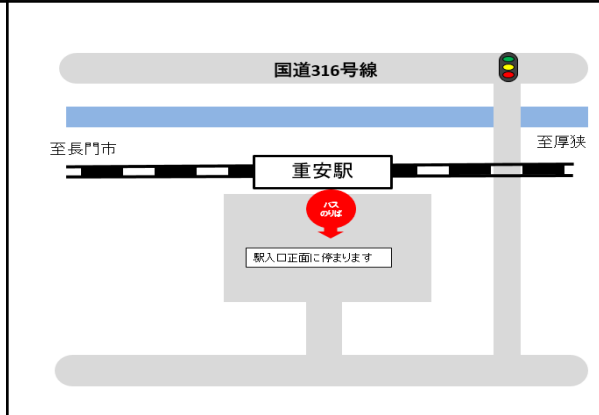 国道316号線
至長門市
至厚狭
重安駅
バス
のりば
駅入口正面に停まります